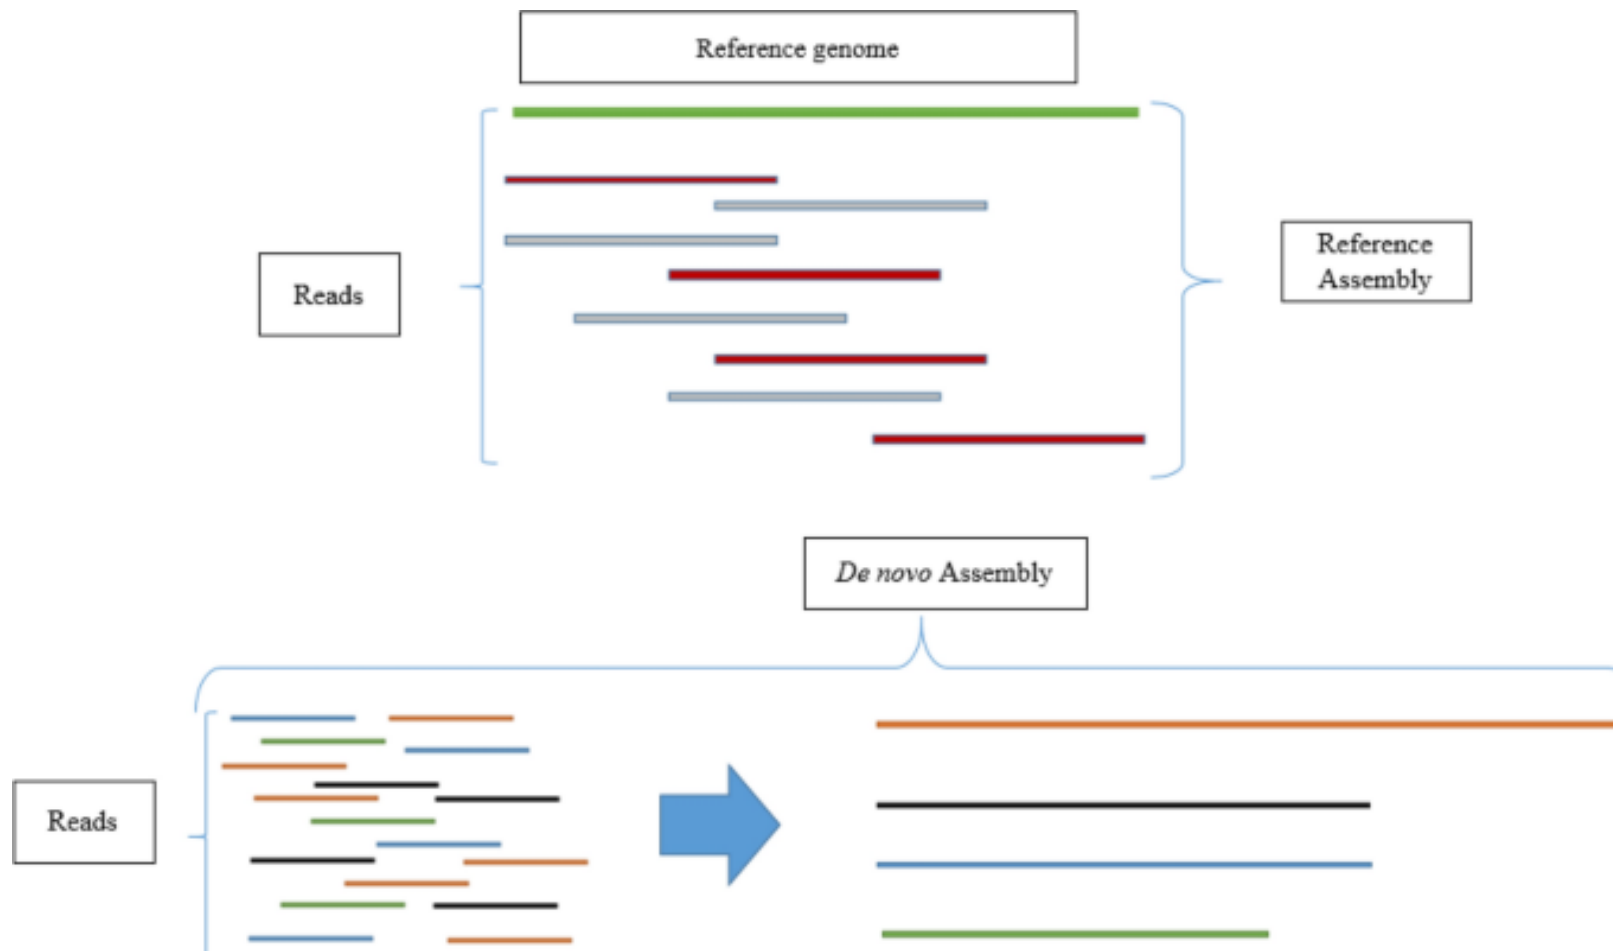 Reference genome
Reads
Reference
Assembly
De novo Assembly
Reads